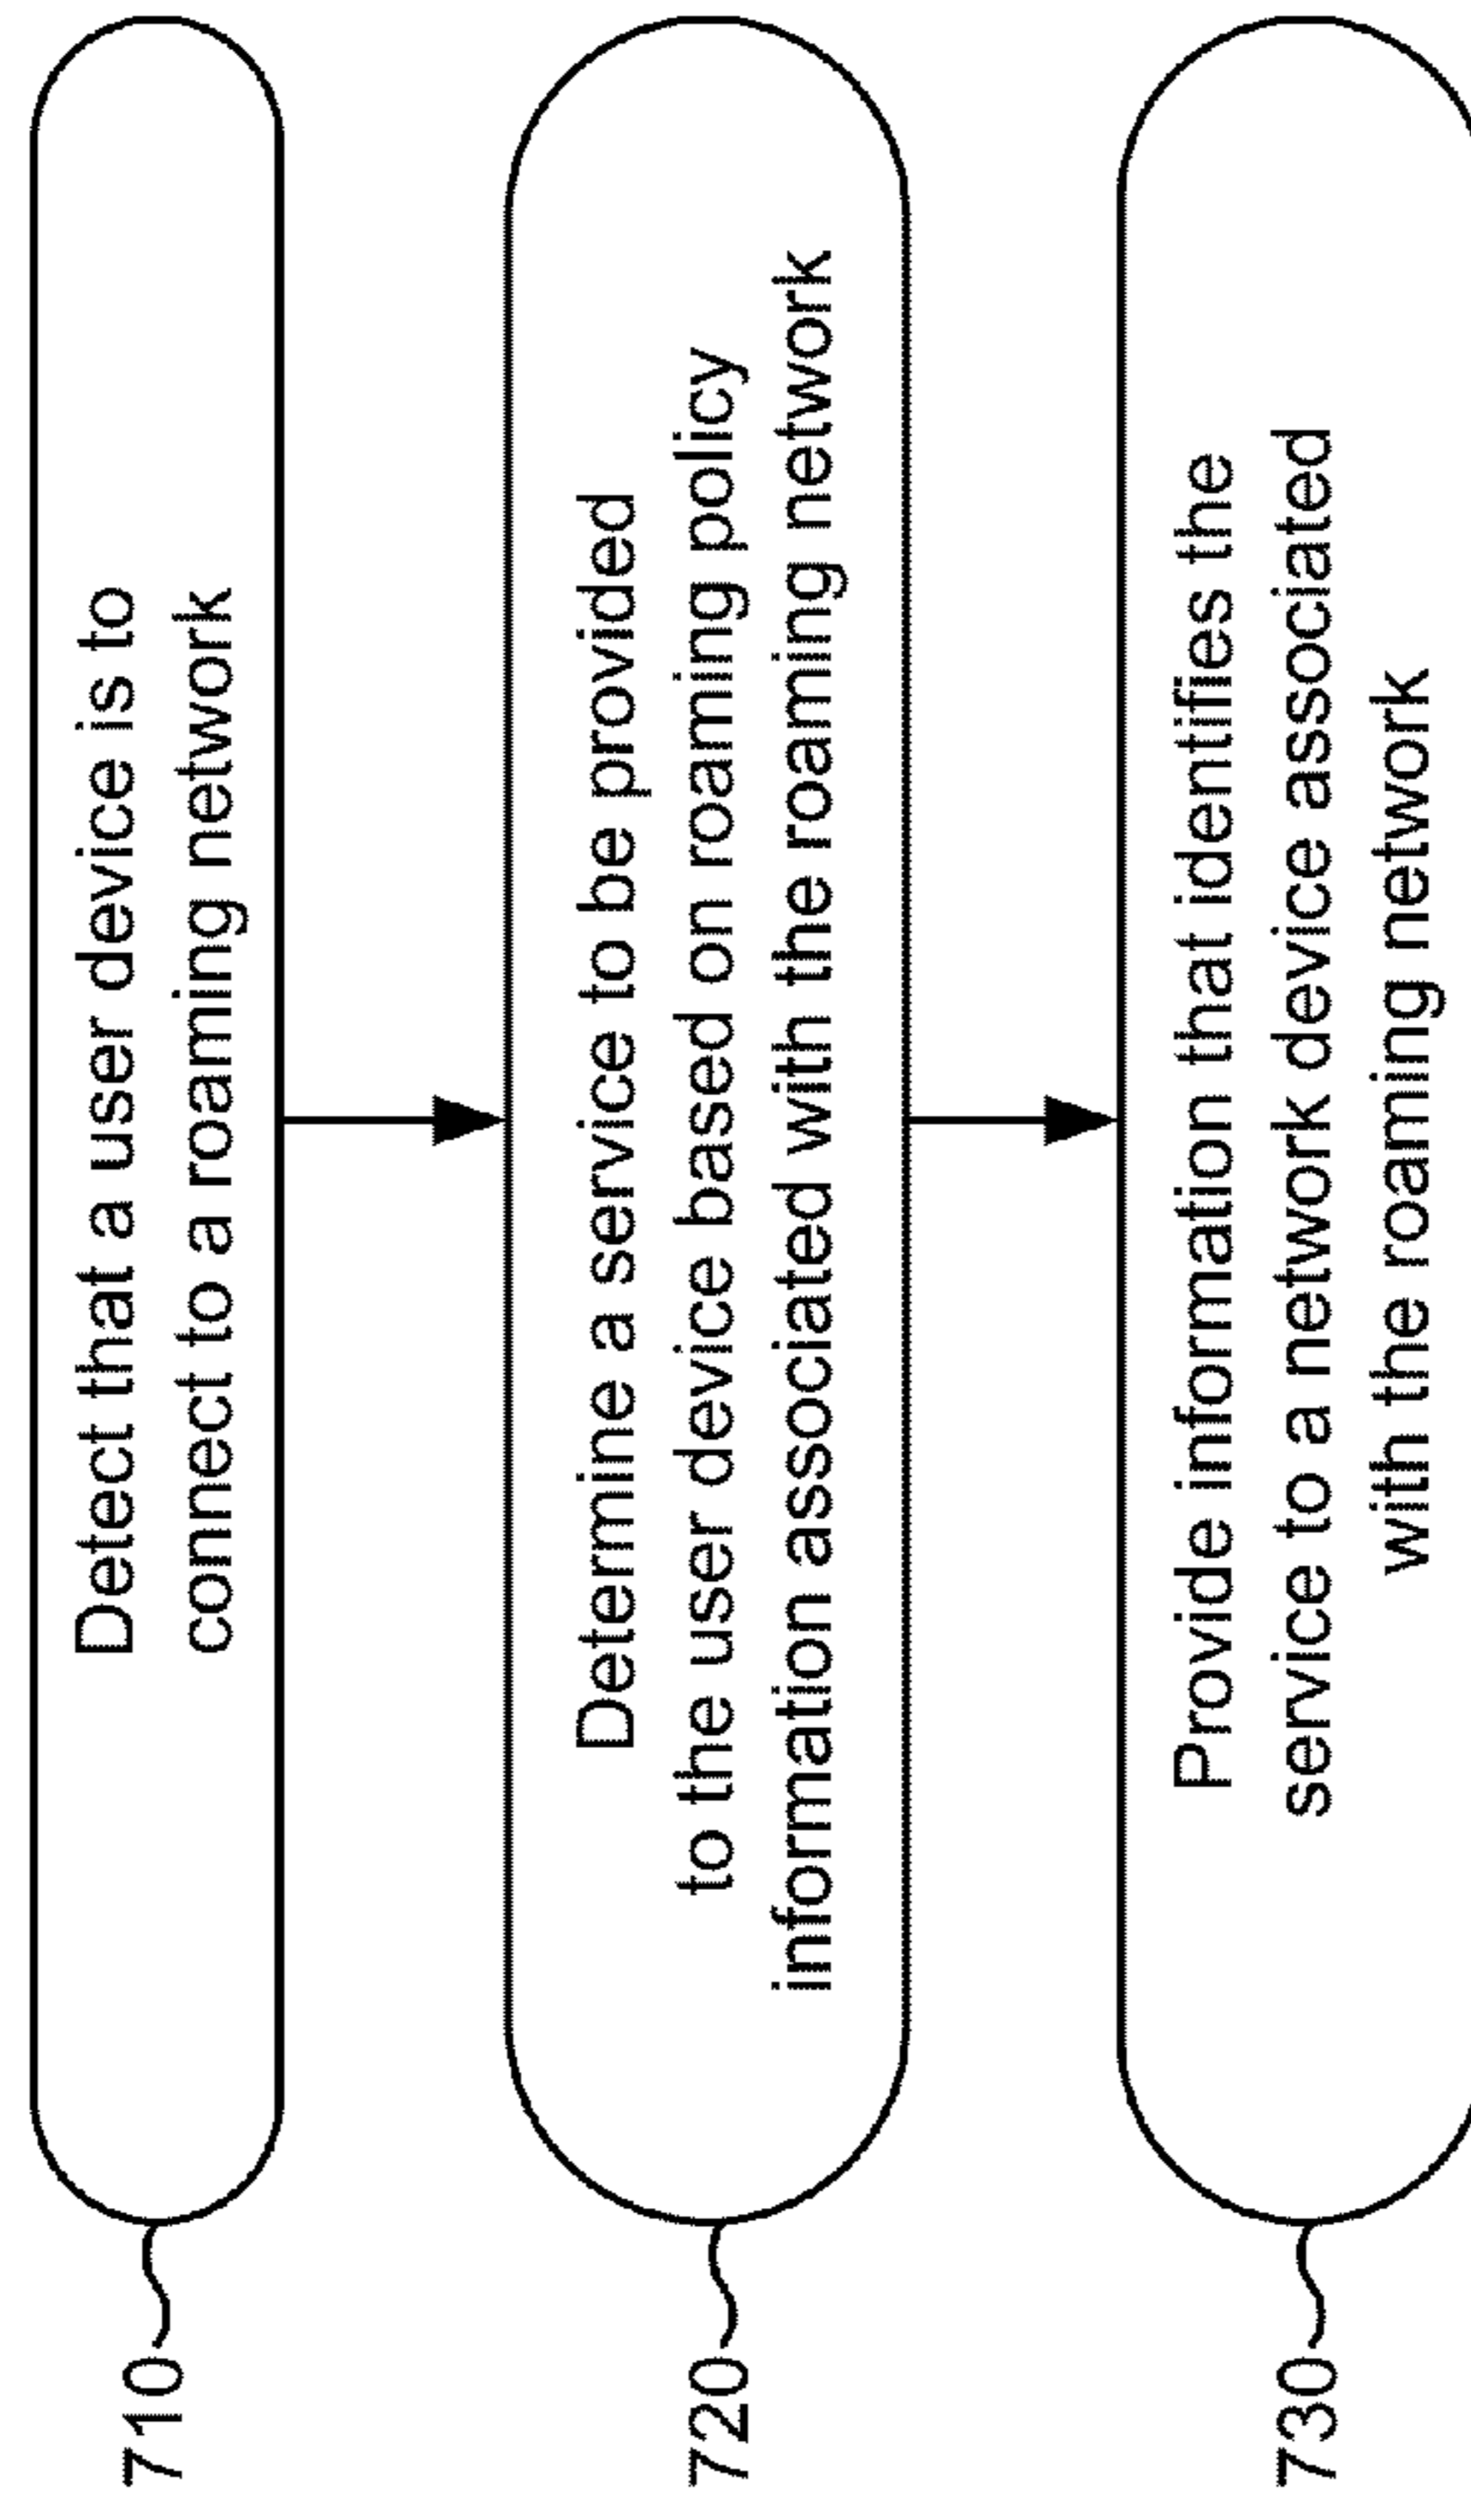 710
Detect that a user device is to
connect to a roaming network
720
Determine a service to be provided
to the user device based on roaming policy
information associated with the roaming network
730
Provide information that identifies the
service to a network device associated
with the roaming network